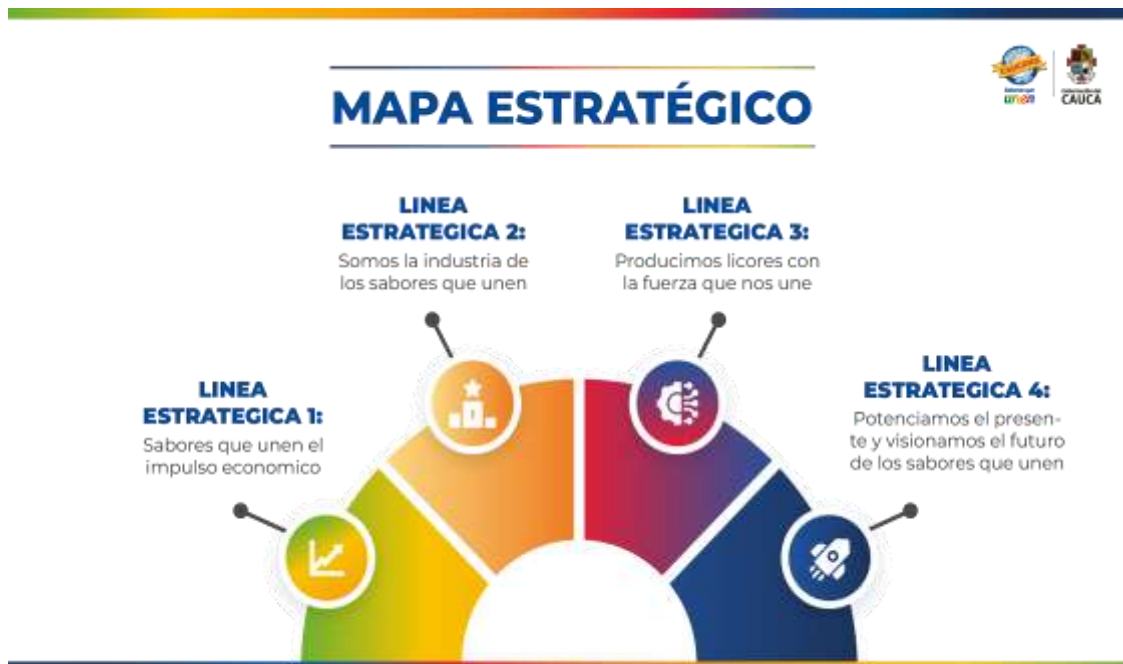 MAPA ESTRATÉGICO
CAUCA
LINEA
ESTRATEGICA 2:
Somos la industria de
los sabores que unen
LINEA
ESTRATEGICA 3:
Producimos licores con
la fuerza que nos une
LINEA
ESTRATEGICA 1:
Sabores que unen el
impulso economico
LINEA
ESTRATEGICA 4:
Potenciamos el presen-
te y visionamos el futuro
de los sabores que unen